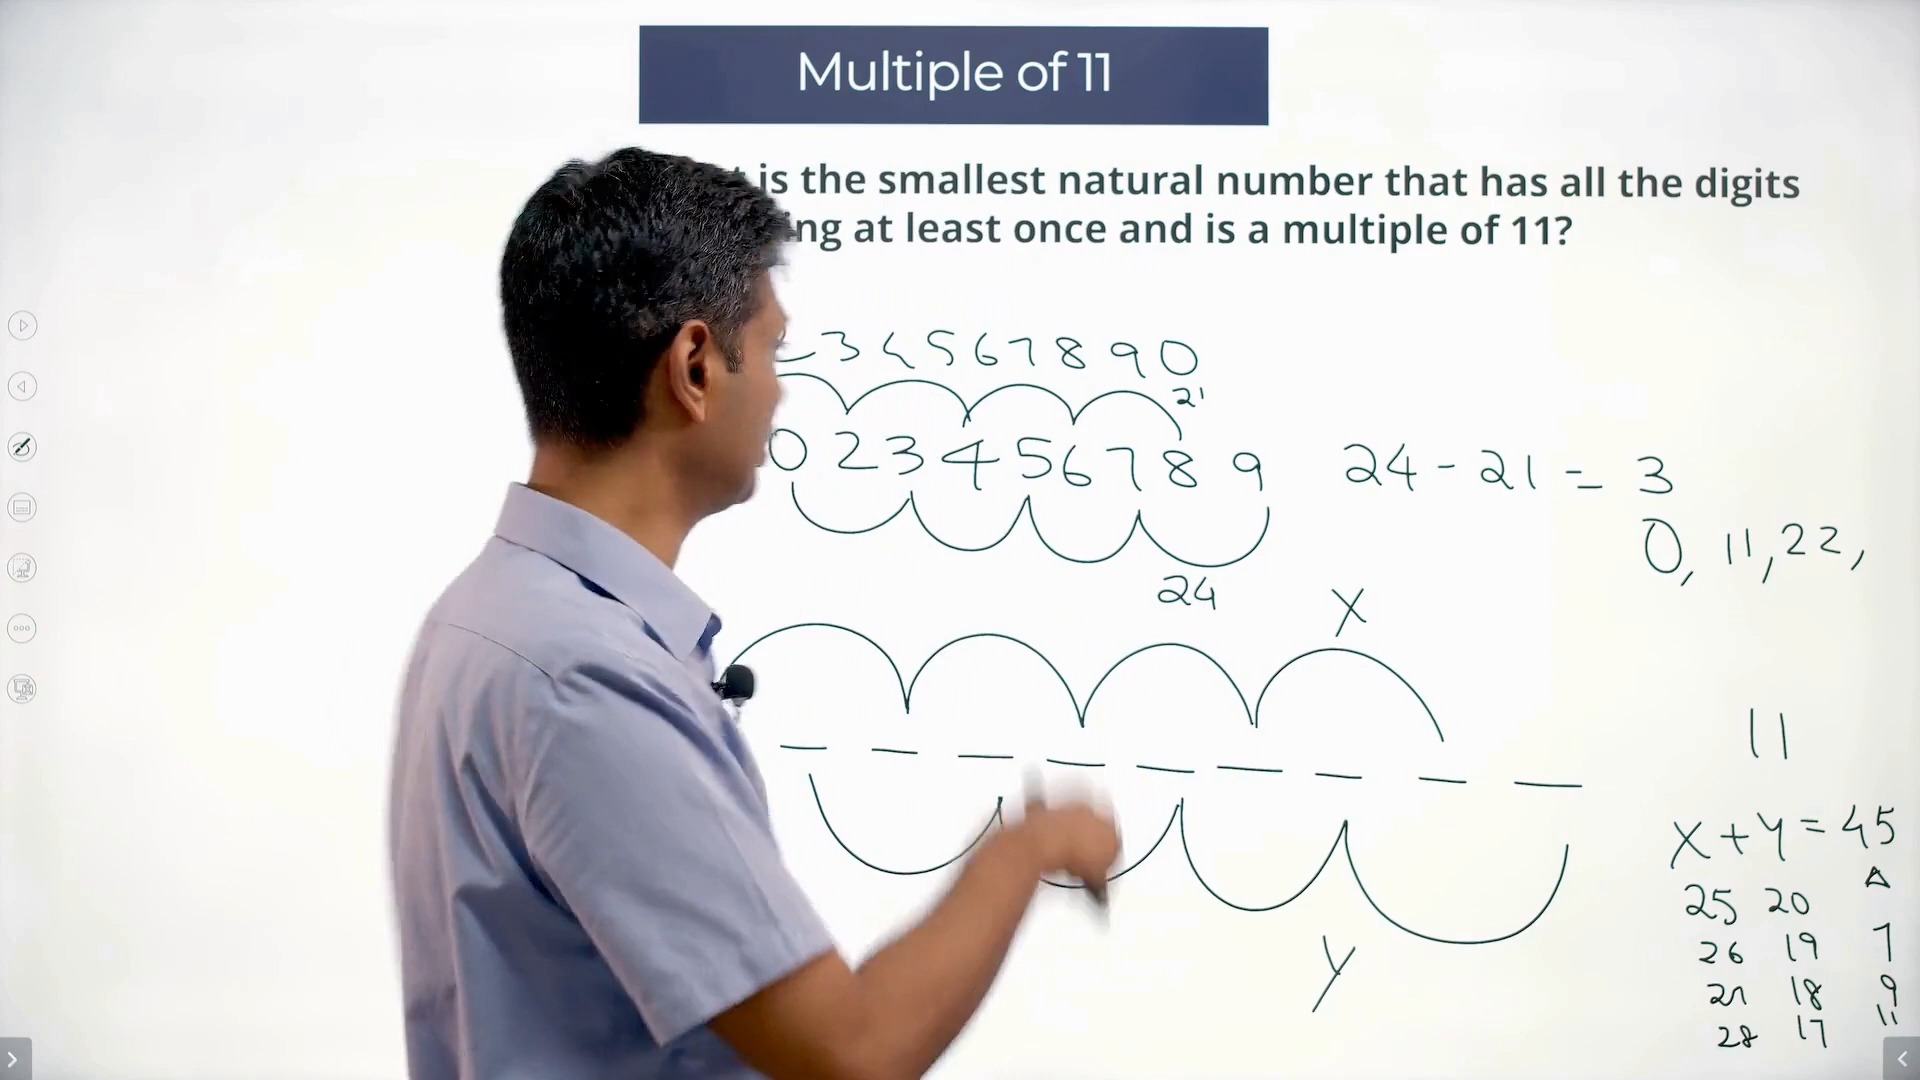 Multiple of 11
is the smallest natural number that has all the digits
ng at least once and is a multiple of 11?
2 3 4 5 6 7 8 9 0
21
0 2 3 4 5 6 7 8 9
24 - 21 = 3
0, 11, 22,
24
X
11
X + Y = 45
25 20
26 19 7
27 18 9
28 17 11
Y